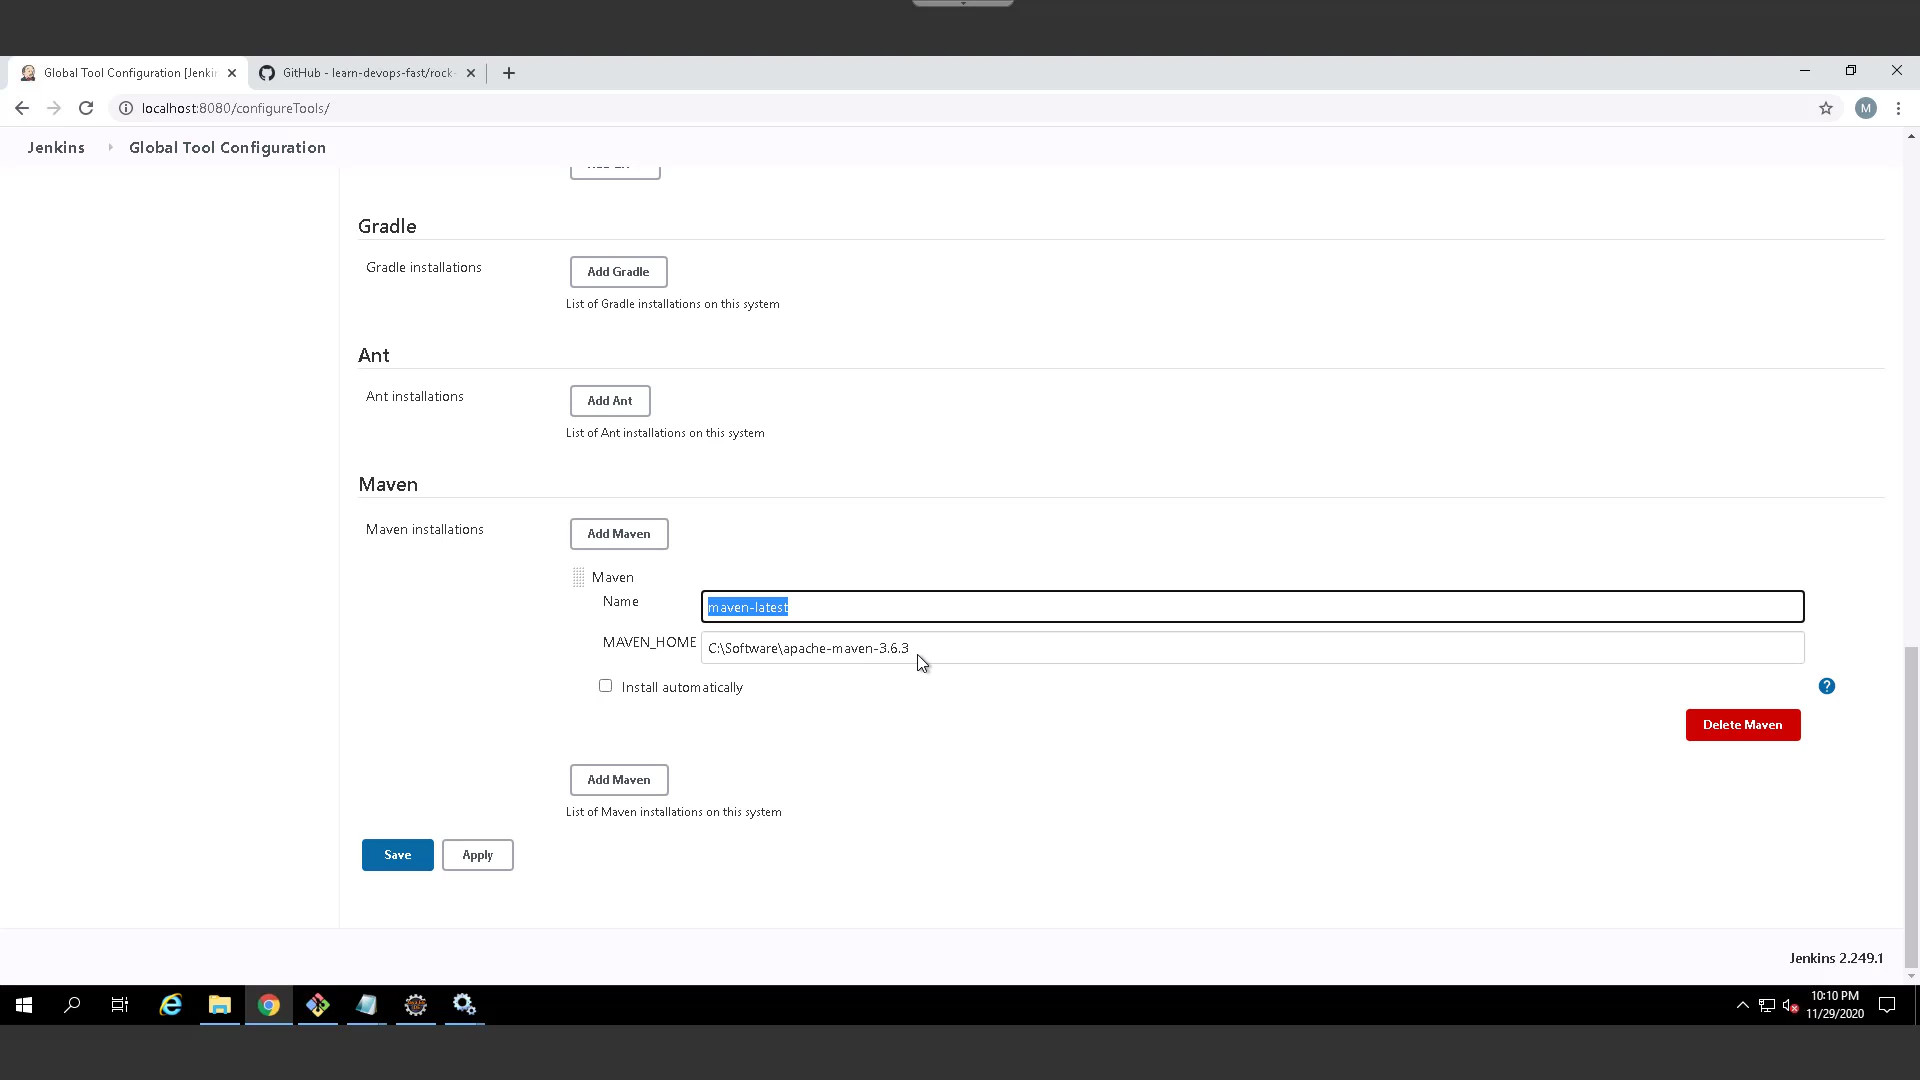 Global Tool Configuration [Jenki
GitHub - learn-devops-fast/rock-
localhost:8080/configureTools/
M
Jenkins
Global Tool Configuration
Gradle
Gradle installations
Add Gradle
List of Gradle installations on this system
Ant
Ant installations
Add Ant
List of Ant installations on this system
Maven
Maven installations
Add Maven
Maven
Name
maven-latest
MAVEN_HOME
C:\Software\apache-maven-3.6.3
Install automatically
?
Delete Maven
Add Maven
List of Maven installations on this system
Save
Apply
Jenkins 2.249.1
10:10 PM
11/29/2020